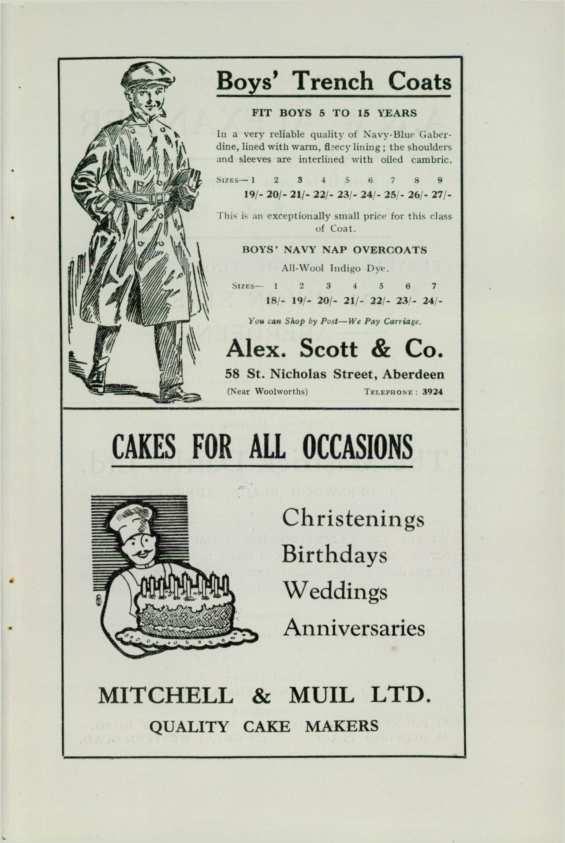 Boys' Trench Coats
FIT BOYS 5 TO 15 YEARS
In a very reliable quality of Navy-Blue Gaber-
dine, lined with warm, fleecy lining; the shoulders
and sleeves are interlined with oiled cambric.
SIZES— 1 2 3 4 5 6 7 8 9
19/- 20/- 21/- 22/- 23/- 24/- 25/- 26/- 27/-
This is an exceptionally small price for this class
of Coat.
BOYS' NAVY NAP OVERCOATS
All-Wool Indigo Dye.
SIZES— 1 2 3 4 5 6 7
18/- 19/- 20/- 21/- 22/- 23/- 24/-
You can Shop by Post—We Pay Carriage.
Alex. Scott & Co.
58 St. Nicholas Street, Aberdeen
(Near Woolworths) TELEPHONE: 3924
CAKES FOR ALL OCCASIONS
Christenings
Birthdays
Weddings
Anniversaries
MITCHELL & MUIL LTD.
QUALITY CAKE MAKERS